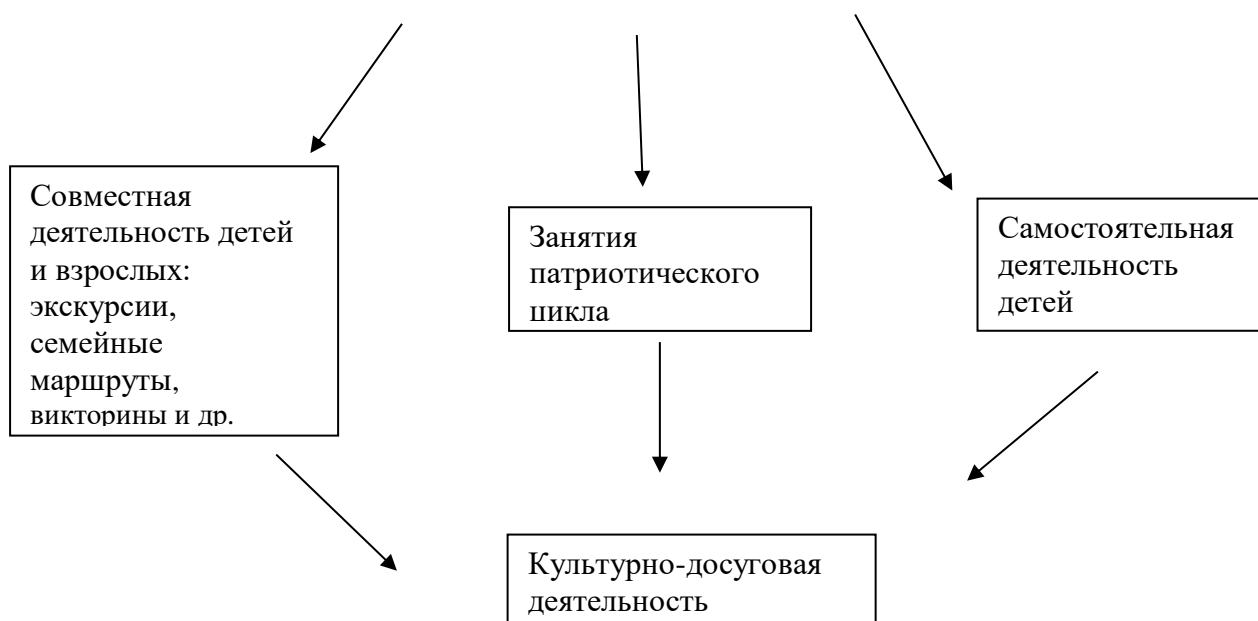 Совместная
деятельность детей
и взрослых:
экскурсии,
семейные
маршруты,
викторины и др.
Занятия
патриотического
цикла
Самостоятельная
деятельность
детей
Культурно-досуговая
деятельность